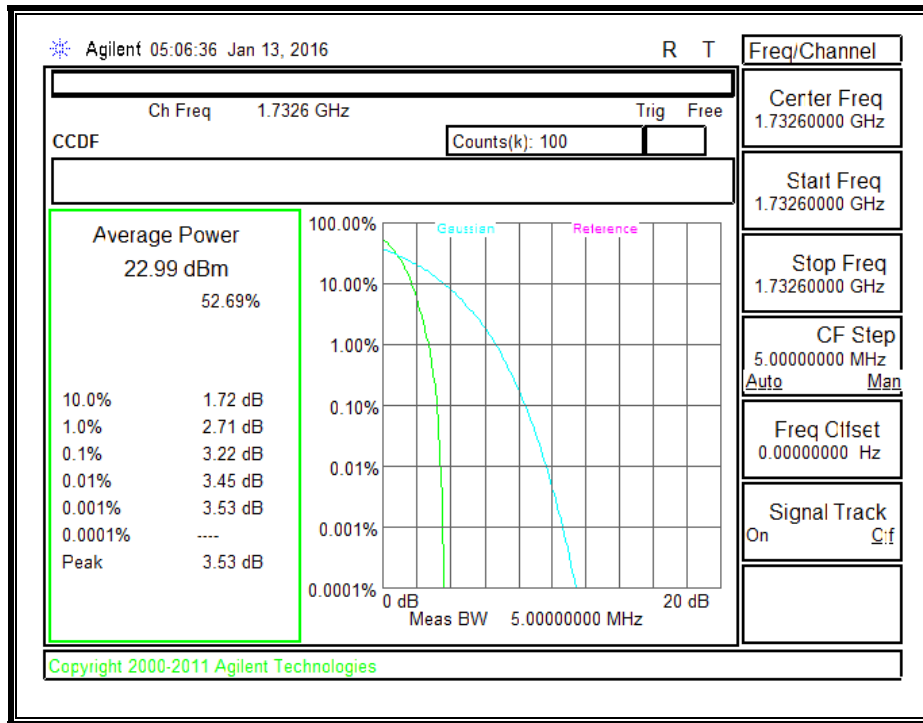 Agilent 05:06:36 Jan 13, 2016 R T
Ch Freq 1.7326 GHz Trig Free
CCDF Counts(k): 100
Average Power
22.99 dBm
52.69%
10.0% 1.72 dB
1.0% 2.71 dB
0.1% 3.22 dB
0.01% 3.45 dB
0.001% 3.53 dB
0.0001% ----
Peak 3.53 dB
Gaussian Reference
100.00%
10.00%
1.00%
0.10%
0.01%
0.001%
0.0001%
0 dB 20 dB
Meas BW 5.00000000 MHz
Freq/Channel
Center Freq
1.73260000 GHz
Start Freq
1.73260000 GHz
Stop Freq
1.73260000 GHz
CF Step
5.00000000 MHz
Auto Man
Freq Offset
0.00000000 Hz
Signal Track
On Off
Copyright 2000-2011 Agilent Technologies